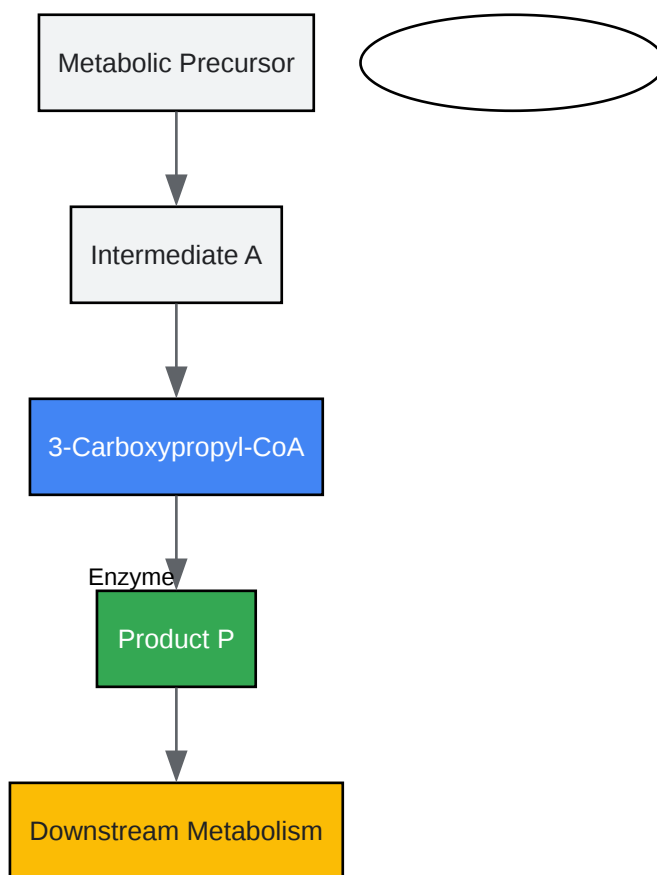 Metabolic Precursor
Intermediate A
3-Carboxypropyl-CoA
Enzyme
Product P
Downstream Metabolism